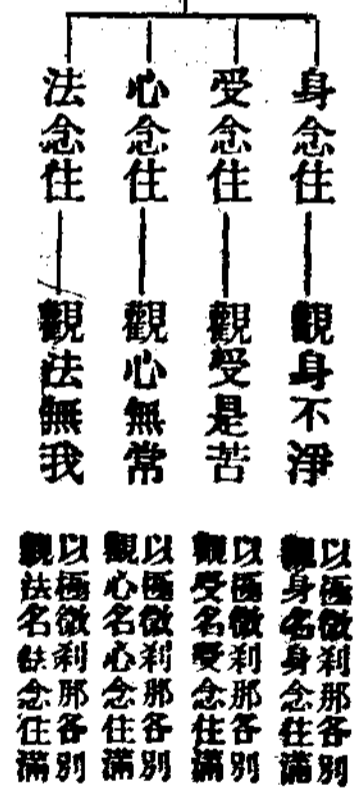 身念住
觀身不淨
以極微剎那各別
觀身名身念住滿
受念住
觀受是苦
以極微剎那各別
觀受名受念住滿
心念住
觀心無常
以極微剎那各別
觀心名心念住滿
法念住
觀法無我
以極微剎那各別
觀法名法念住滿